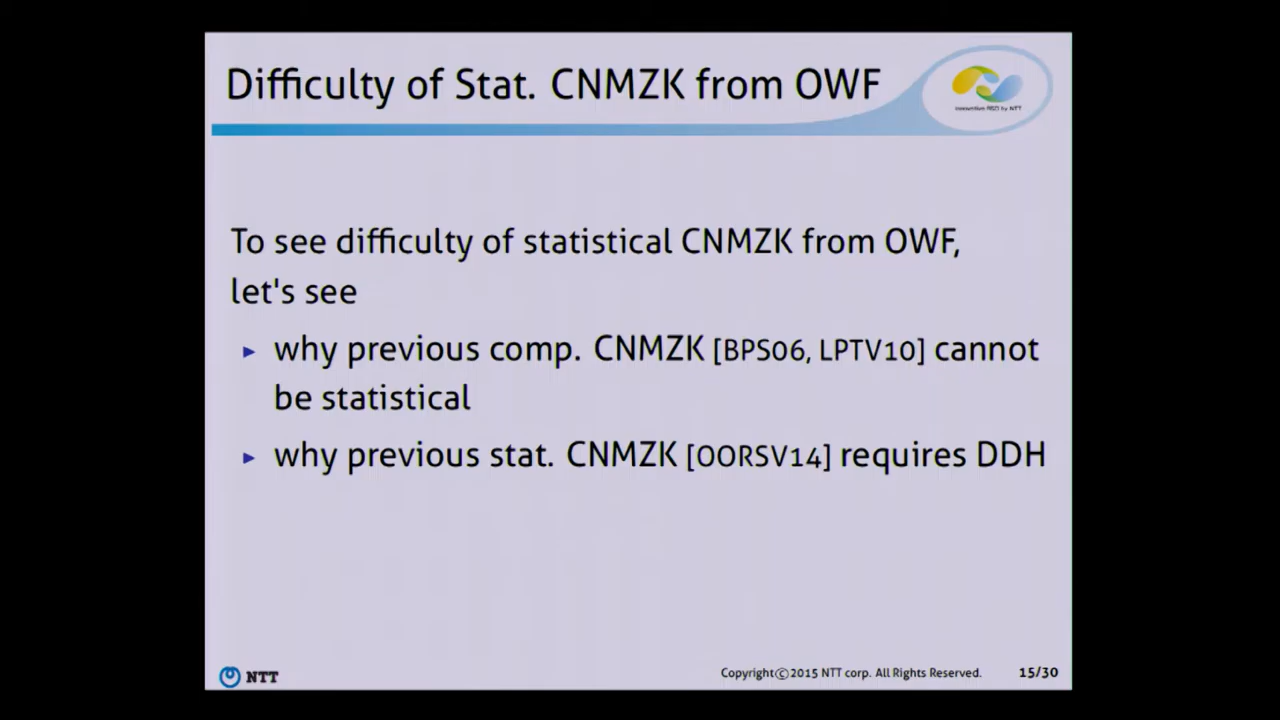 Difficulty of Stat. CNMZK from OWF
To see difficulty of statistical CNMZK from OWF,
let's see
▸ why previous comp. CNMZK [BPS06, LPTV10] cannot
be statistical
▸ why previous stat. CNMZK [OORSV14] requires DDH
NTT
Copyright©2015 NTT corp. All Rights Reserved.
15/30